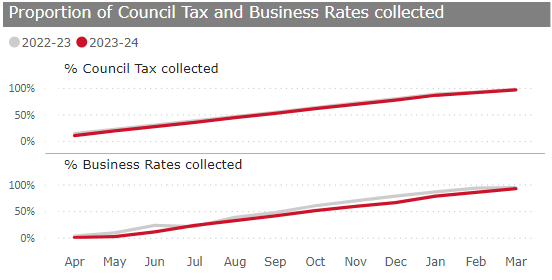 Proportion of Council Tax and Business Rates collected
2022-23 2023-24
% Council Tax collected
100%
50%
0%
% Business Rates collected
100%
50%
0%
Apr May Jun Jul Aug Sep Oct Nov Dec Jan Feb Mar